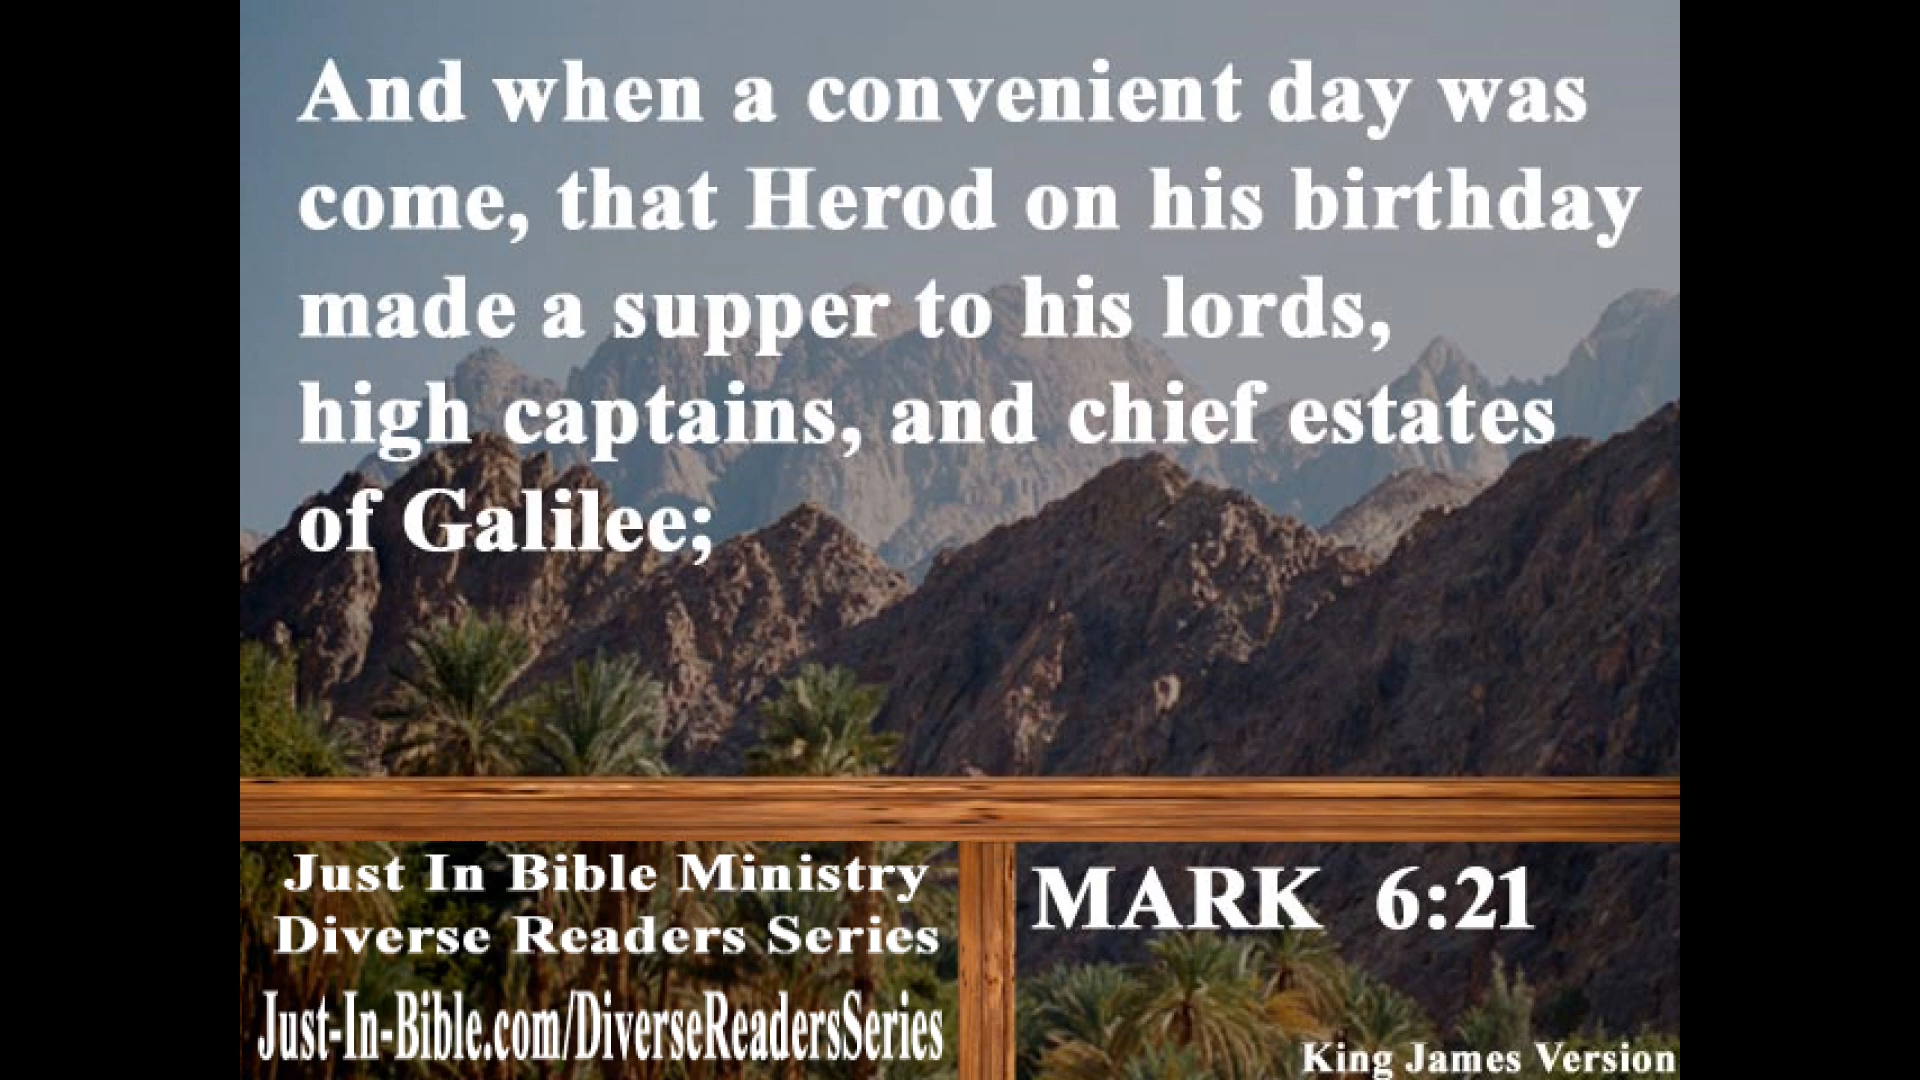 And when a convenient day was
come, that Herod on his birthday
made a supper to his lords,
high captains, and chief estates
of Galilee;
Just In Bible Ministry
Diverse Readers Series
Just-In-Bible.com/DiverseReadersSeries
MARK 6:21
King James Version